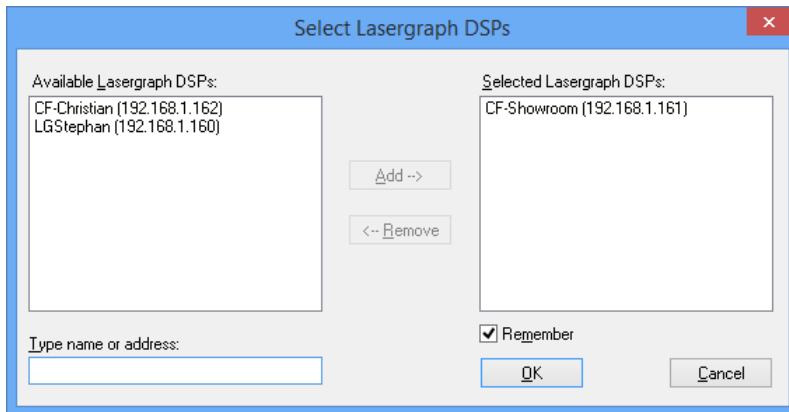 Select Lasergraph DSPs
Available Lasergraph DSPs:
CF-Christian (192.168.1.162)
LGStephan (192.168.1.160)
Add -->
<-- Remove
Selected Lasergraph DSPs:
CF-Showroom (192.168.1.161)
Type name or address:
Remember
OK
Cancel